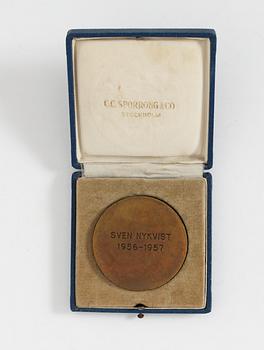 C.C. SPORRONG & CO
STOCKHOLM
SVEN NYKVIST
1956-1957